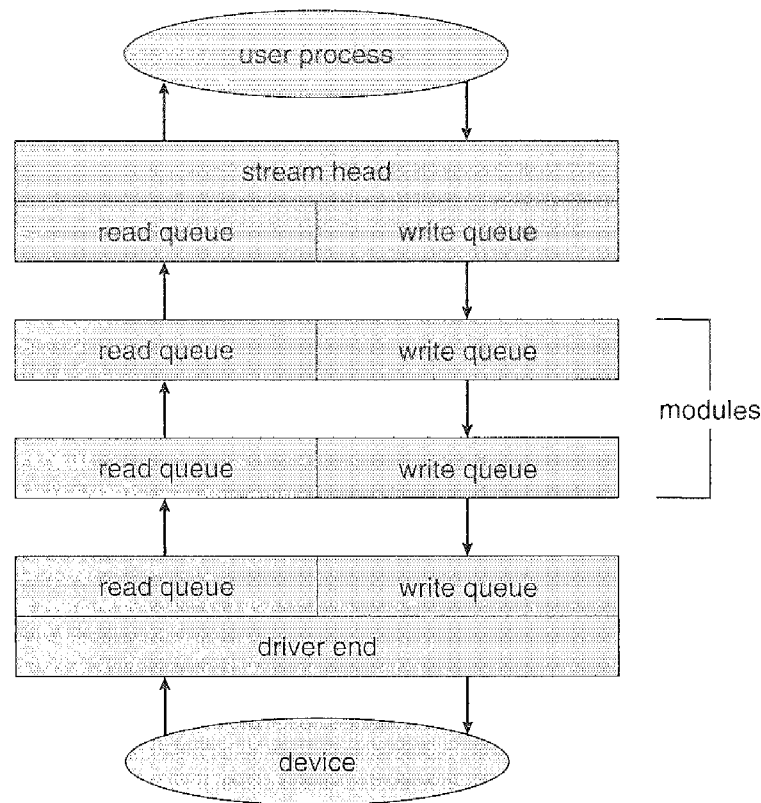 user process
stream head
read queue write queue
read queue write queue
modules
read queue write queue
read queue write queue
driver end
device